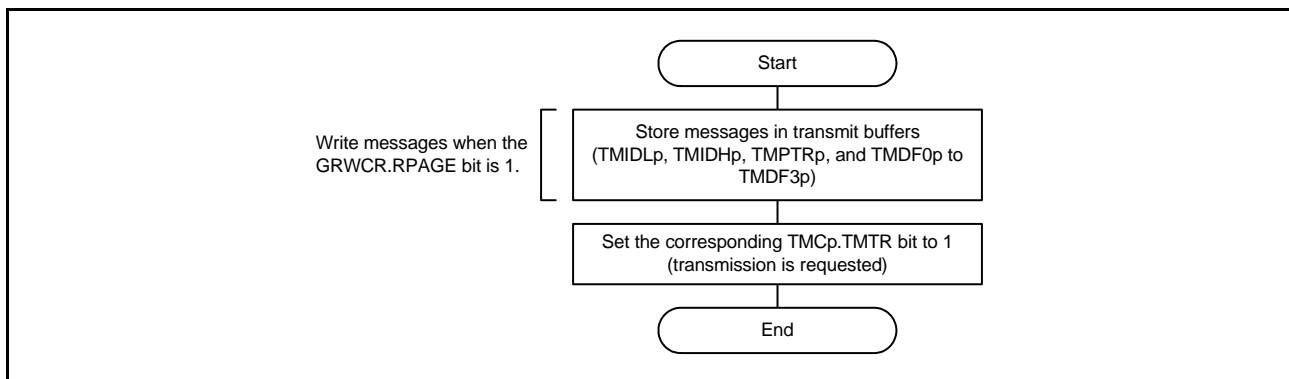 Start
Write messages when the
GRWCR.RPAGE bit is 1.
Store messages in transmit buffers
(TMIDLp, TMIDHp, TMPTRp, and TMDF0p to
TMDF3p)
Set the corresponding TMCp.TMTR bit to 1
(transmission is requested)
End